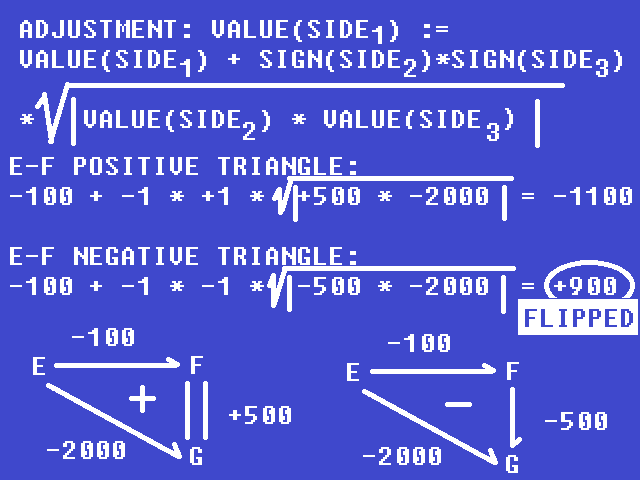 ADJUSTMENT: VALUE(SIDE1) :=
VALUE(SIDE1) + SIGN(SIDE2)*SIGN(SIDE3)
*√|VALUE(SIDE2) * VALUE(SIDE3)|
E-F POSITIVE TRIANGLE:
-100 + -1 * +1 * √|+500 * -2000| = -1100
E-F NEGATIVE TRIANGLE:
-100 + -1 * -1 *√|-500 * -2000| = +900
FLIPPED
-100
E F
+
+500
-2000
G
-100
E F
-
-500
-2000
G